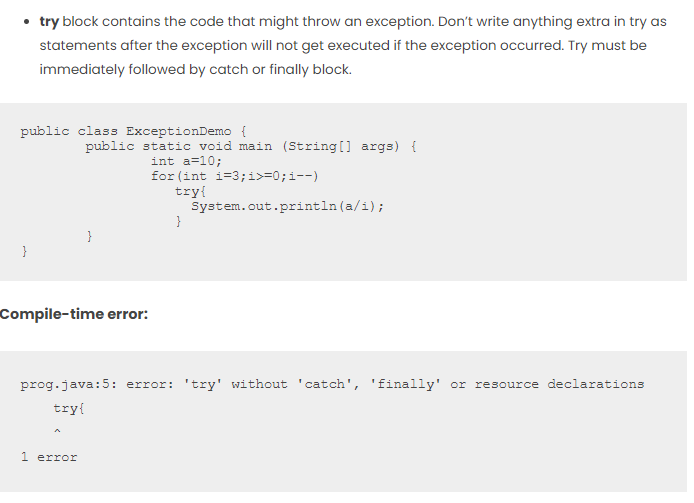 • try block contains the code that might throw an exception. Don’t write anything extra in try as
statements after the exception will not get executed if the exception occurred. Try must be
immediately followed by catch or finally block.
public class ExceptionDemo {
        public static void main (String[] args) {
                int a=10;
                for(int i=3;i>=0;i--)
                   try{
                     System.out.println(a/i);
                   }
        }
}
Compile-time error:
prog.java:5: error: 'try' without 'catch', 'finally' or resource declarations
    try{
    ^
1 error